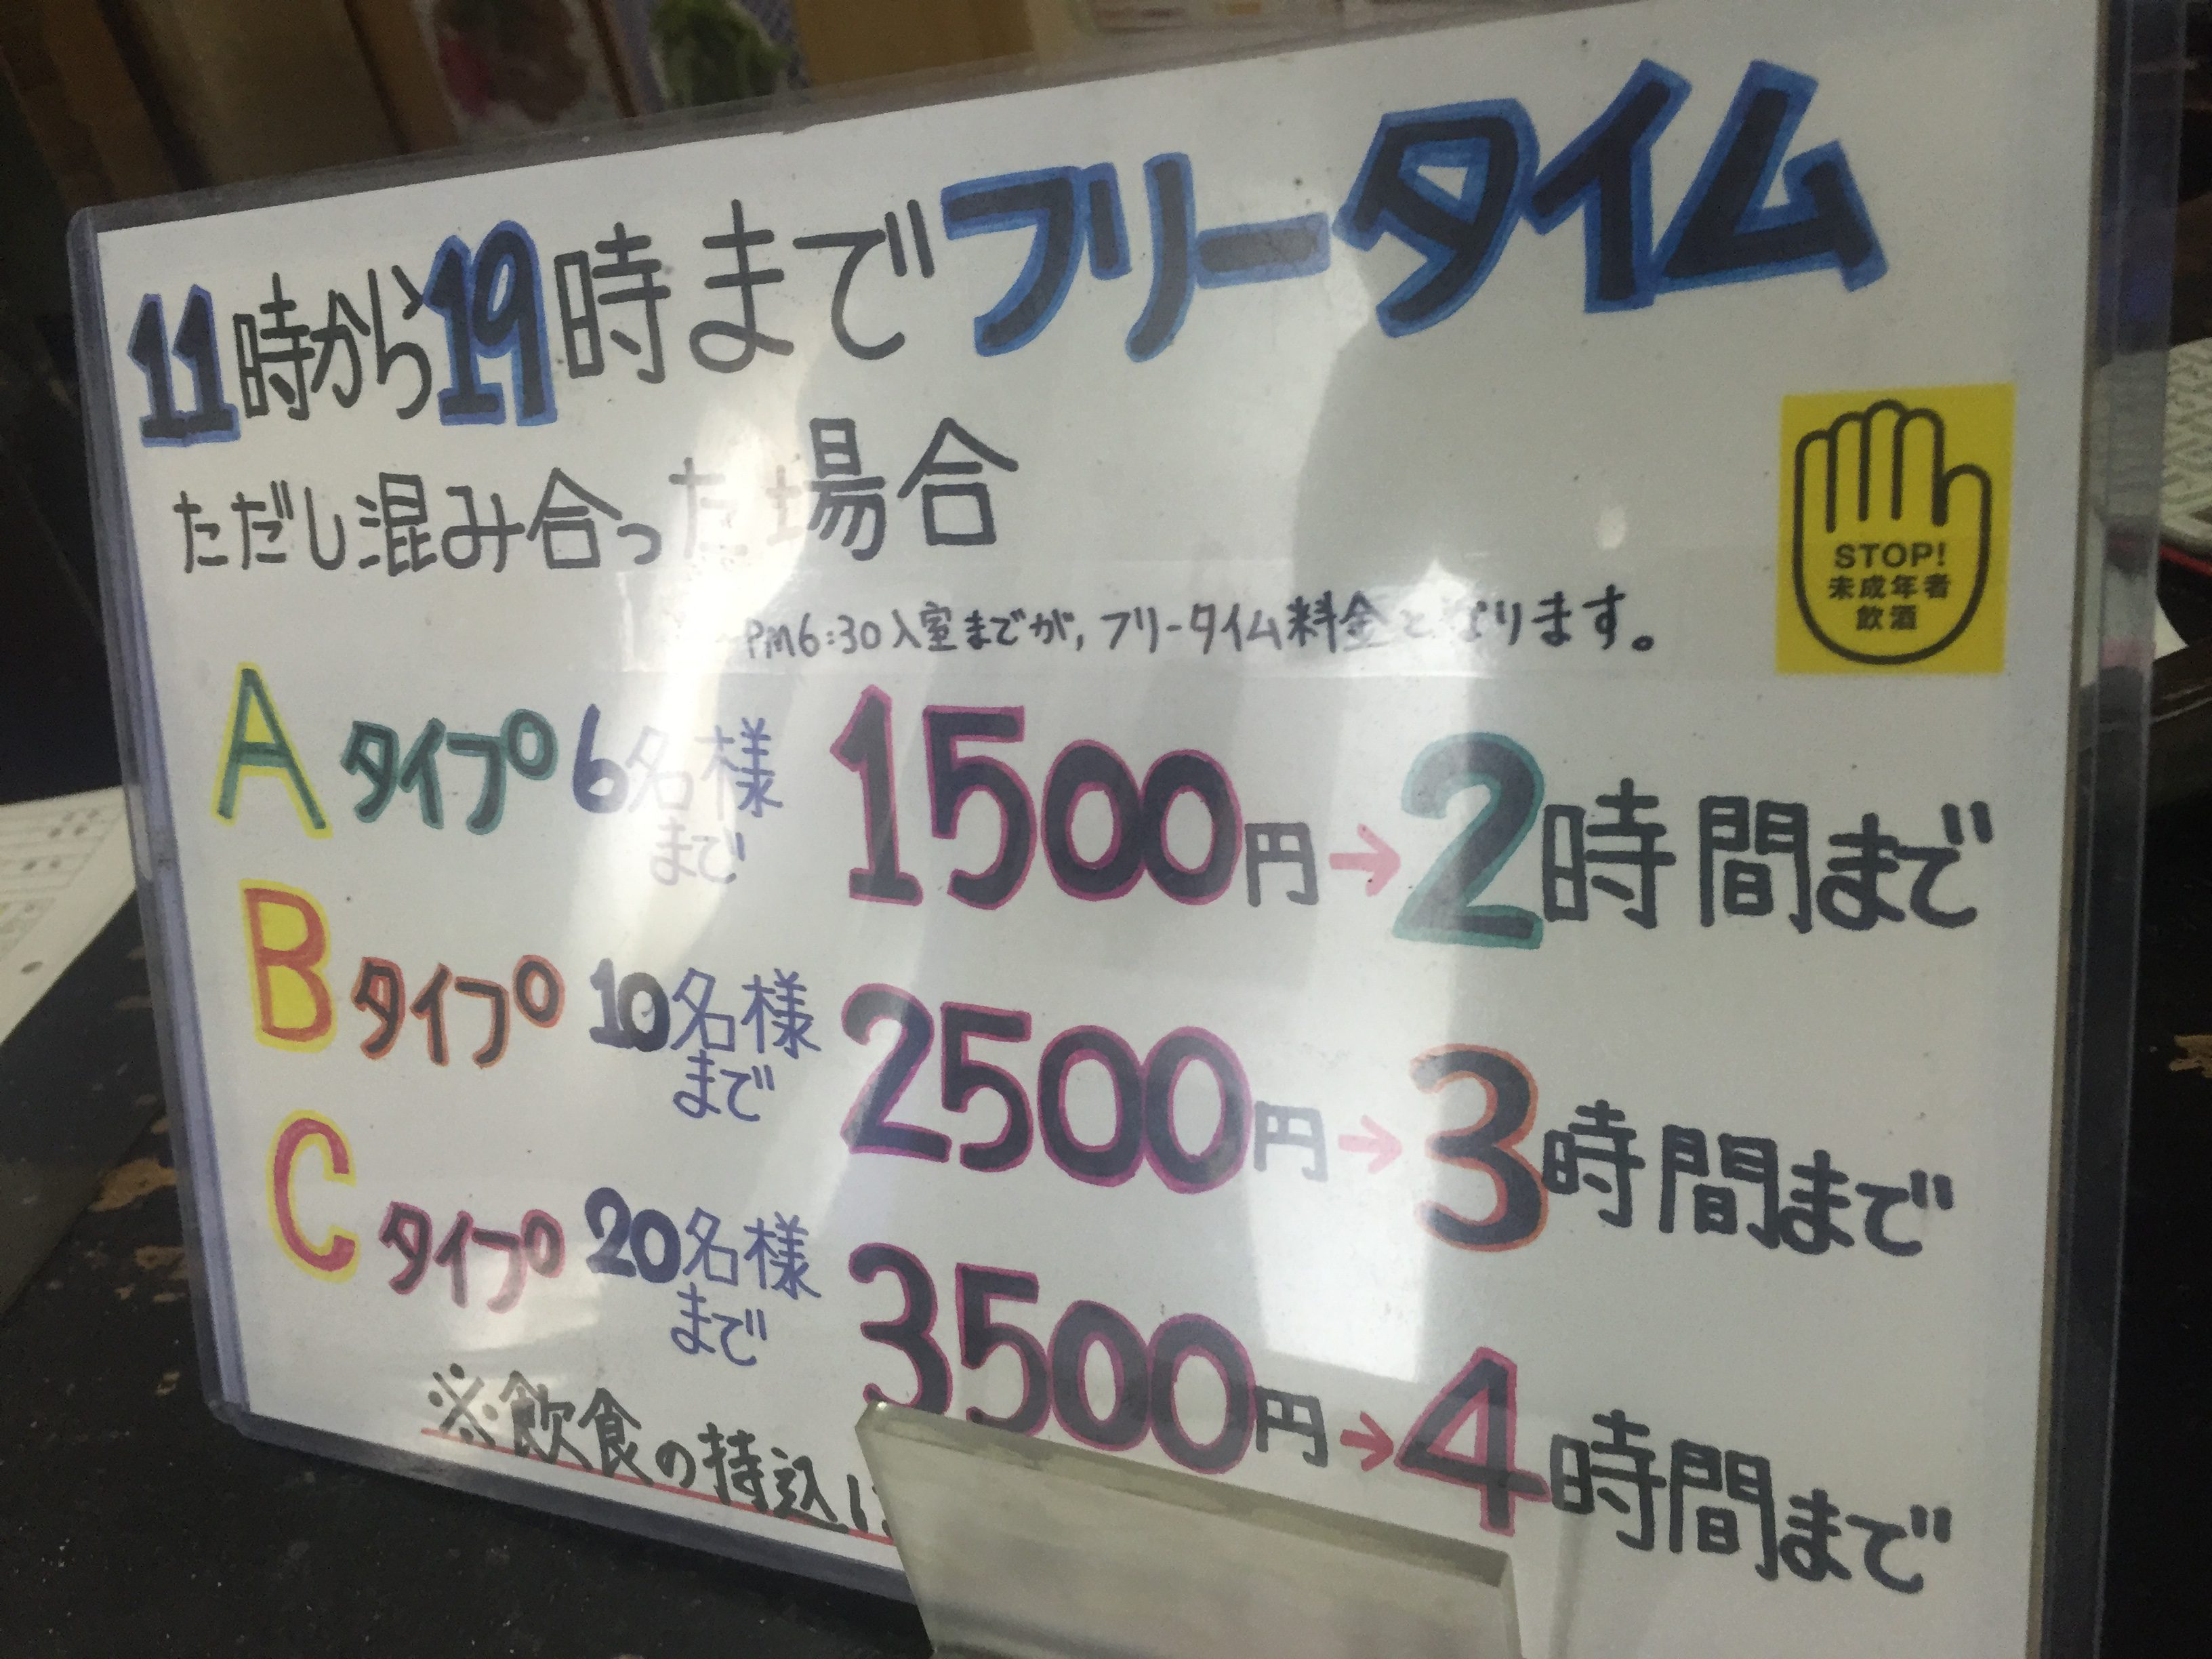 11時から19時までフリータイム
ただし混み合った場合
PM6:30入室までが,フリータイム料金となります。
STOP!
未成年者
飲酒
Aタイプ 6名様まで 1500円→2時間まで
Bタイプ 10名様まで 2500円→3時間まで
Cタイプ 20名様まで 3500円→4時間まで
※飲食の持込は